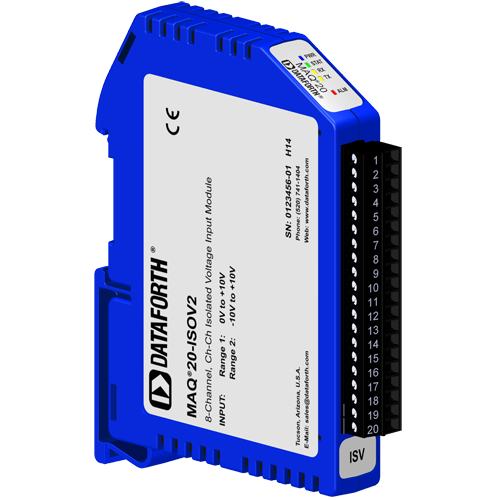 PWR
STAT
RX
TX
ALM
MAQ®20
DATAFORTH
CE
DATAFORTH®
MAQ®20-ISOV2
8-Channel, Ch-Ch Isolated Voltage Input Module
INPUT: Range 1: 0V to +10V
Range 2: -10V to +10V
SN: 0123456-01 H14
Phone: (520) 741-1404
Web: www.dataforth.com
Tucson, Arizona, U.S.A.
E-Mail: sales@dataforth.com
1
2
3
4
5
6
7
8
9
10
11
12
13
14
15
16
17
18
19
20
ISV